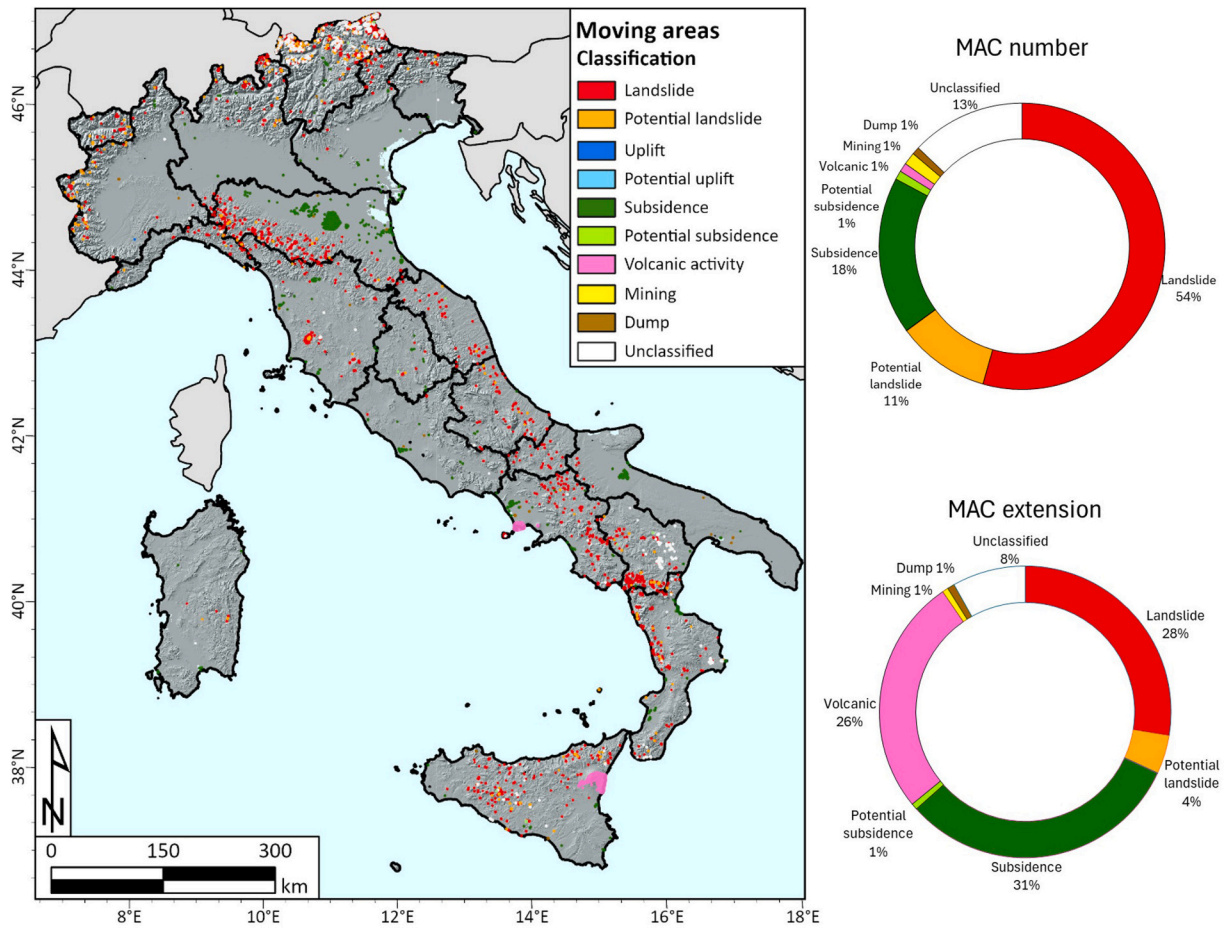 Moving areas
Classification
Landslide
Potential landslide
Uplift
Potential uplift
Subsidence
Potential subsidence
Volcanic activity
Mining
Dump
Unclassified
46°N
44°N
42°N
40°N
38°N
N
0 150 300
km
8°E 10°E 12°E 14°E 16°E 18°E
MAC number
Unclassified
13%
Dump 1%
Mining 1%
Volcanic 1%
Potential
subsidence
1%
Subsidence
18%
Potential
landslide
11%
Landslide
54%
MAC extension
Unclassified
8%
Dump 1%
Mining 1%
Landslide
28%
Volcanic
26%
Potential
landslide
4%
Potential
subsidence
1%
Subsidence
31%